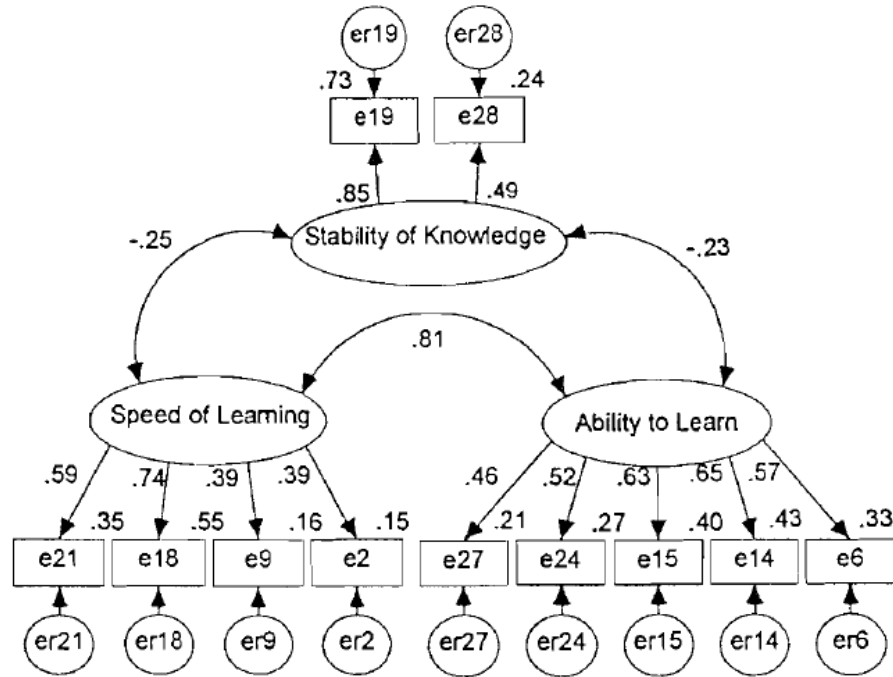 er19 er28
.73 .24
e19 e28
.85 .49
Stability of Knowledge
-.25 -.23
.81
Speed of Learning Ability to Learn
.59 .74 .39 .39 .46 .52 .63 .65 .57
.35 .55 .16 .15 .21 .27 .40 .43 .33
e21 e18 e9 e2 e27 e24 e15 e14 e6
er21 er18 er9 er2 er27 er24 er15 er14 er6